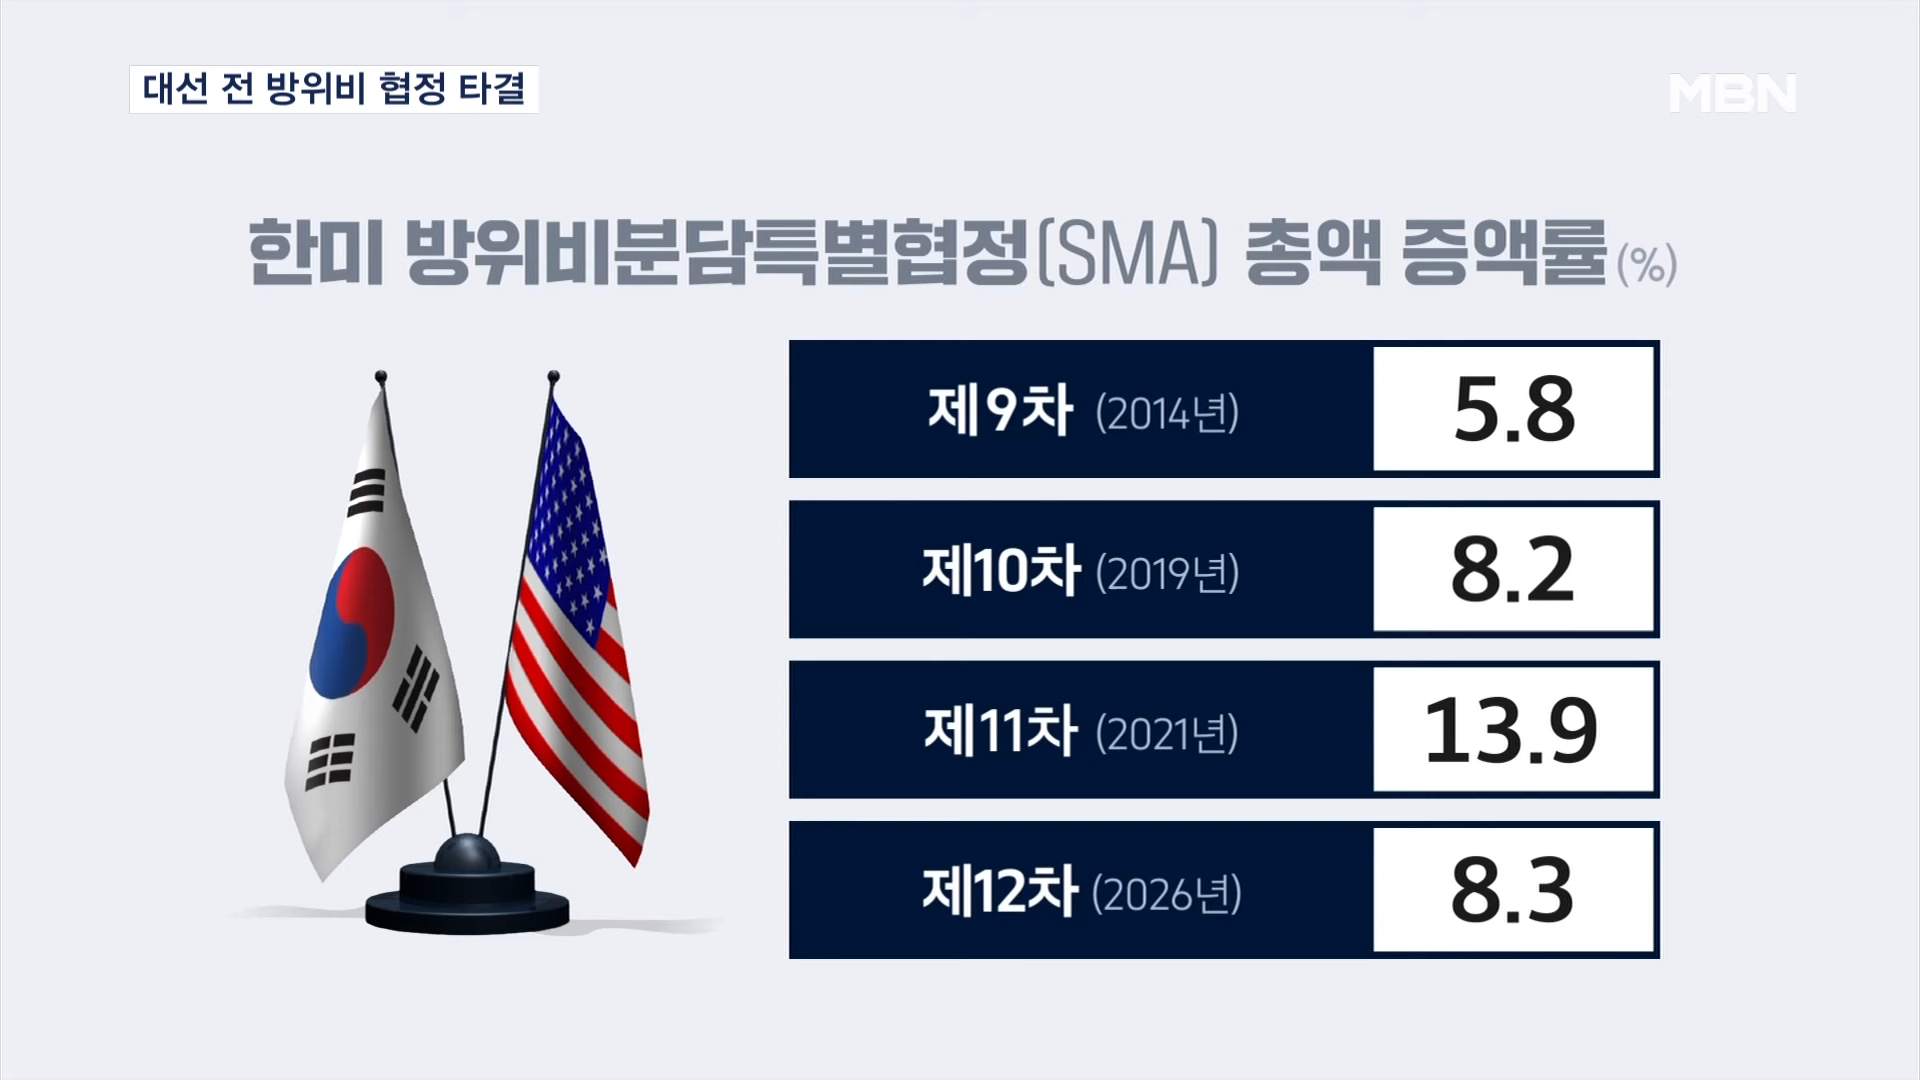 대선 전 방위비 협정 타결
MBN
한미 방위비분담특별협정(SMA) 총액 증액률(%)
제9차 (2014년) 5.8
제10차 (2019년) 8.2
제11차 (2021년) 13.9
제12차 (2026년) 8.3